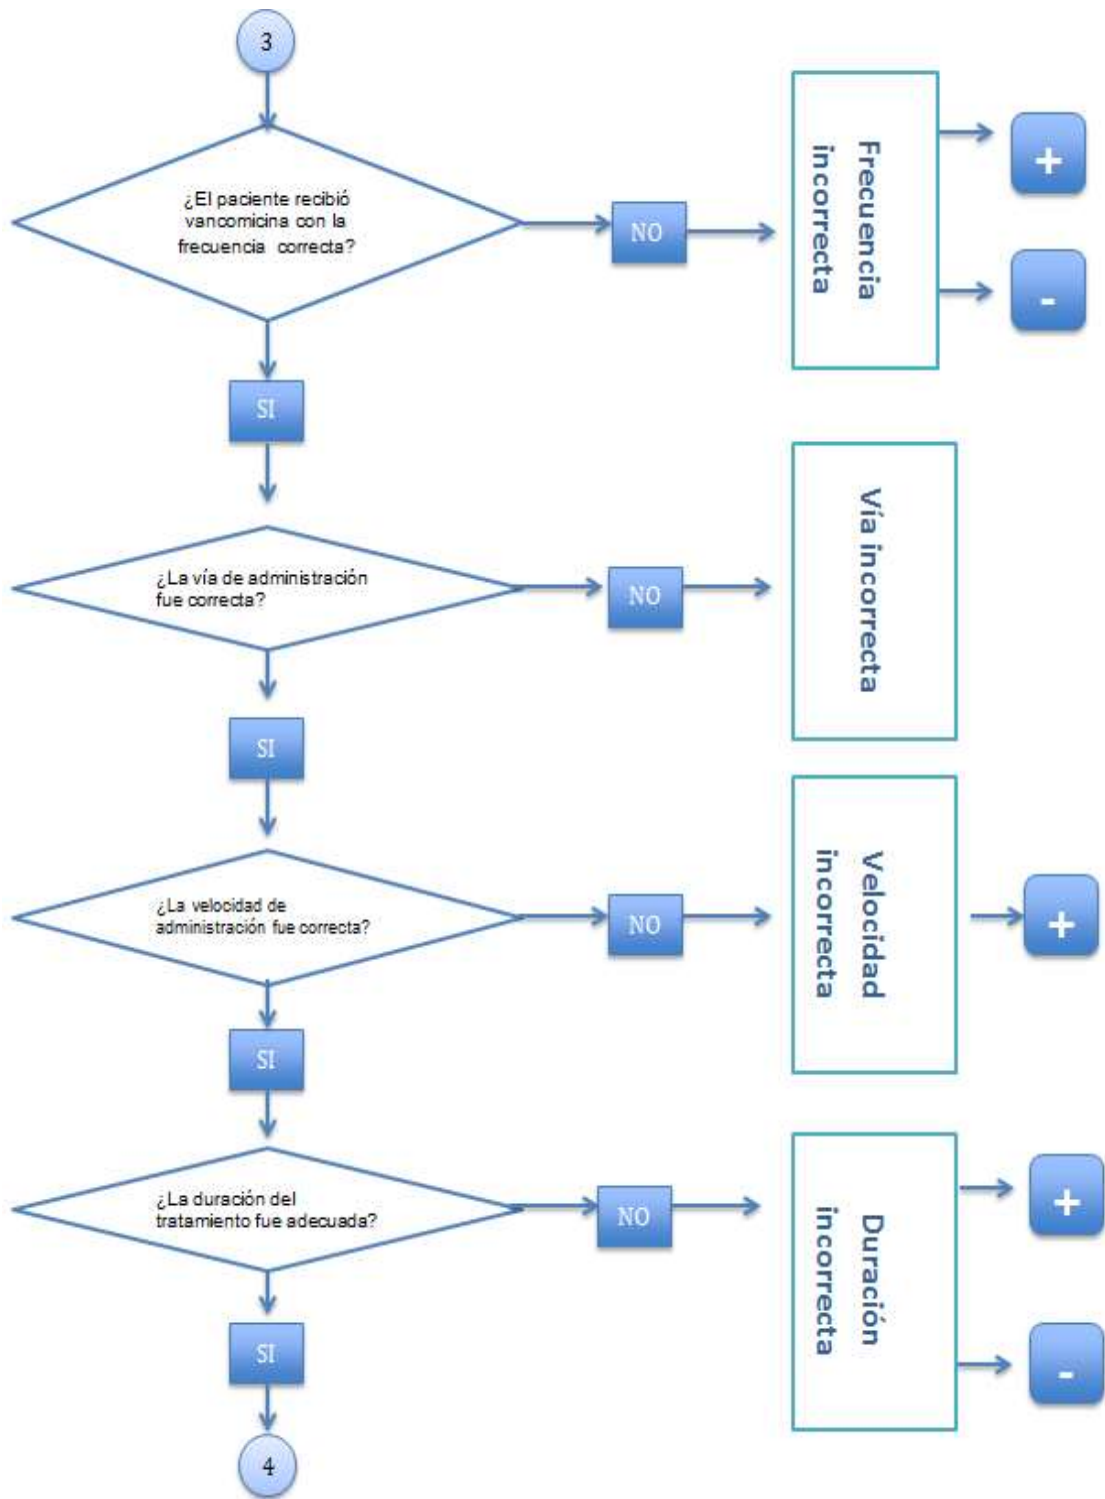 3
¿El paciente recibió
vancomicina con la
frecuencia correcta?
NO
Frecuencia
incorrecta
+
-
SI
¿La vía de administración
fue correcta?
NO
Vía incorrecta
SI
¿La velocidad de
administración fue correcta?
NO
Velocidad
incorrecta
+
SI
¿La duración del
tratamiento fue adecuada?
NO
Duración
incorrecta
+
-
SI
4